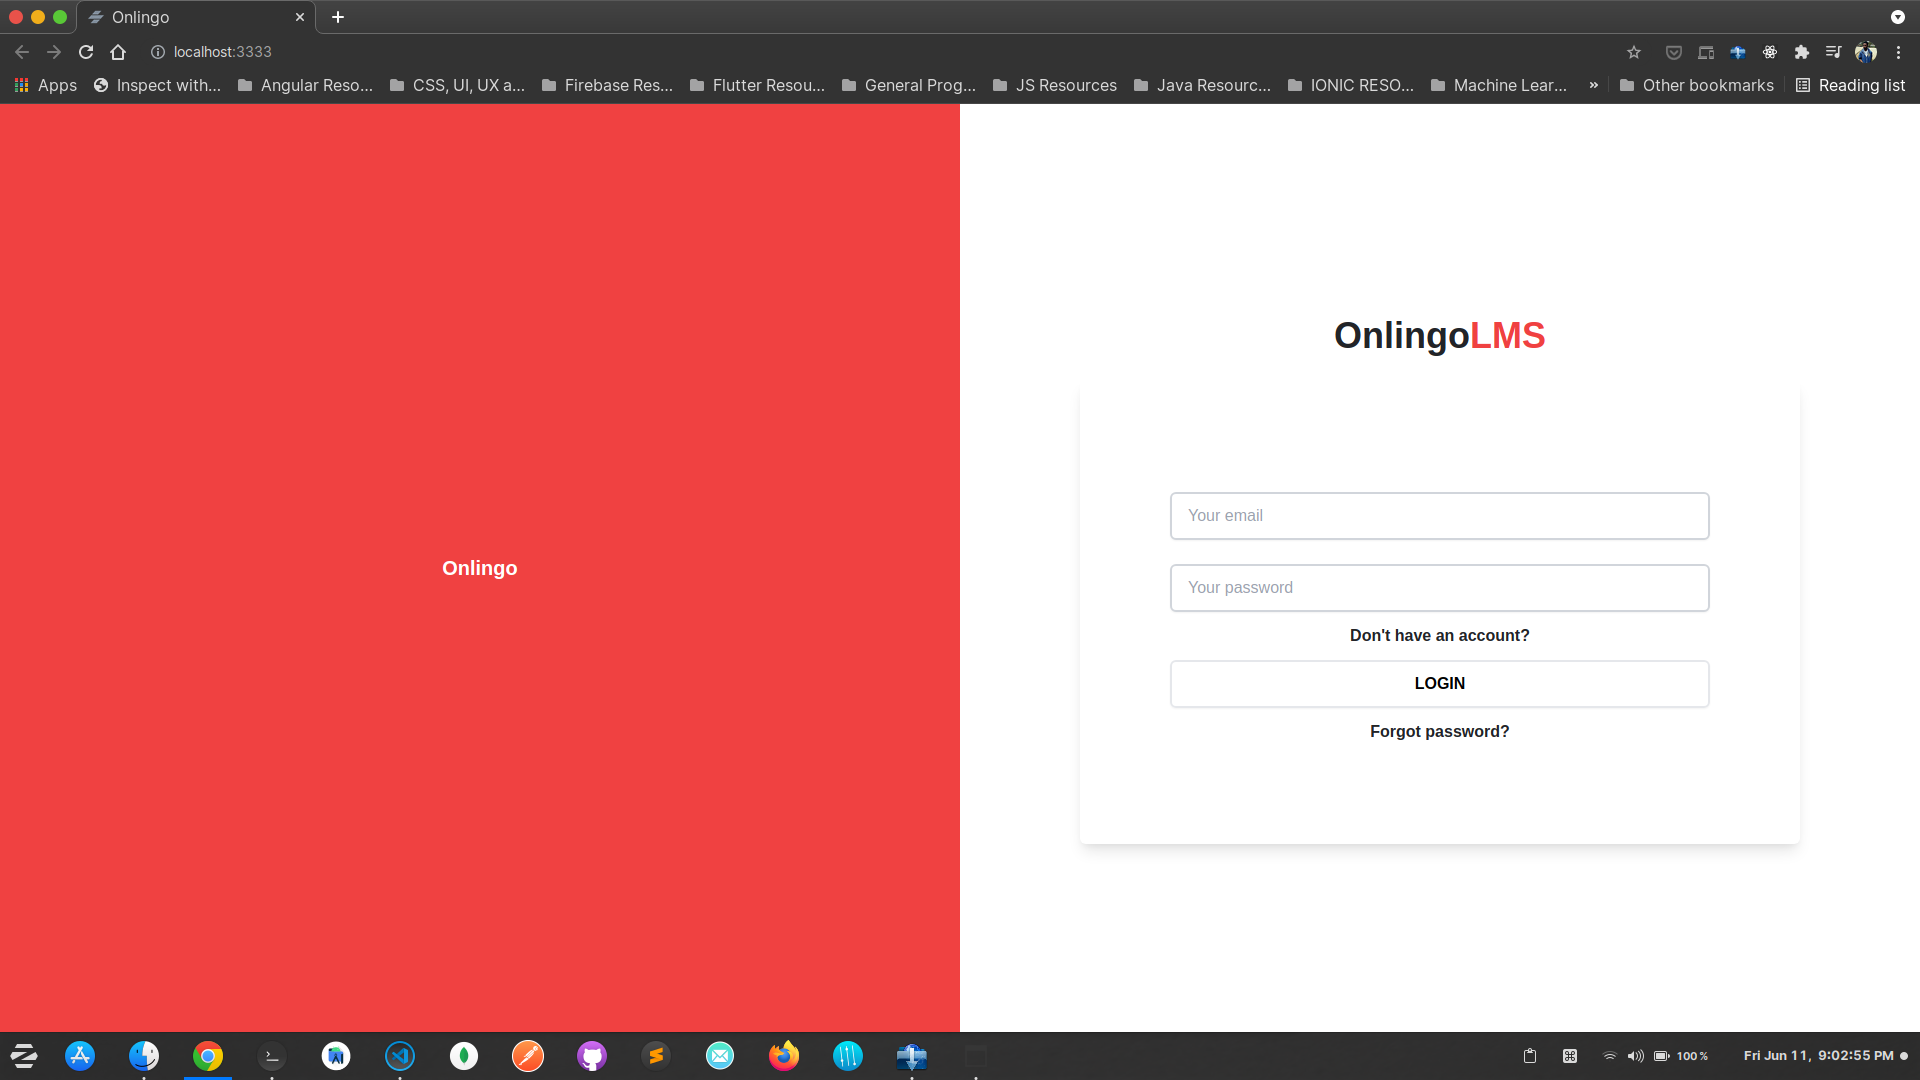 Onlingo
localhost:3333
Apps Inspect with... Angular Reso... CSS, UI, UX a... Firebase Res... Flutter Resou... General Prog... JS Resources Java Resourc... IONIC RESO... Machine Lear... » Other bookmarks Reading list
Onlingo
OnlingoLMS
Your email
Your password
Don't have an account?
LOGIN
Forgot password?
100 % Fri Jun 11, 9:02:55 PM